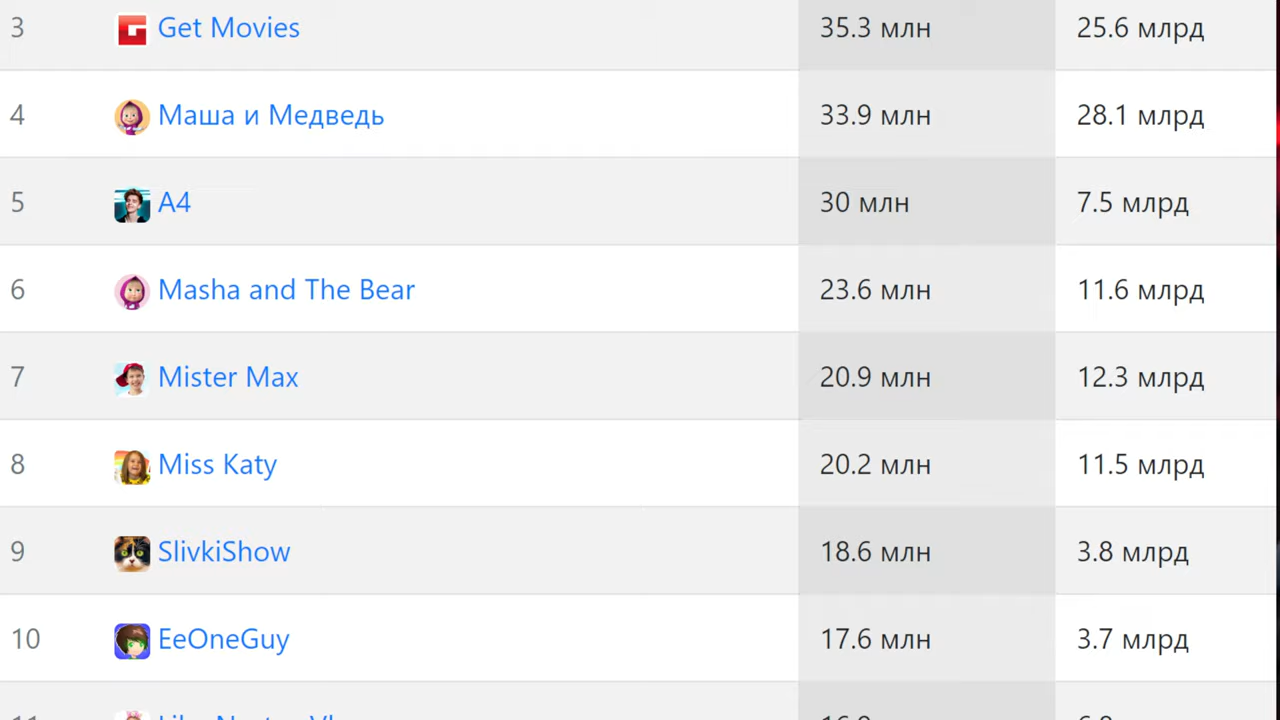 3 Get Movies 35.3 млн 25.6 млрд
4 Маша и Медведь 33.9 млн 28.1 млрд
5 A4 30 млн 7.5 млрд
6 Masha and The Bear 23.6 млн 11.6 млрд
7 Mister Max 20.9 млн 12.3 млрд
8 Miss Katy 20.2 млн 11.5 млрд
9 SlivkiShow 18.6 млн 3.8 млрд
10 EeOneGuy 17.6 млн 3.7 млрд